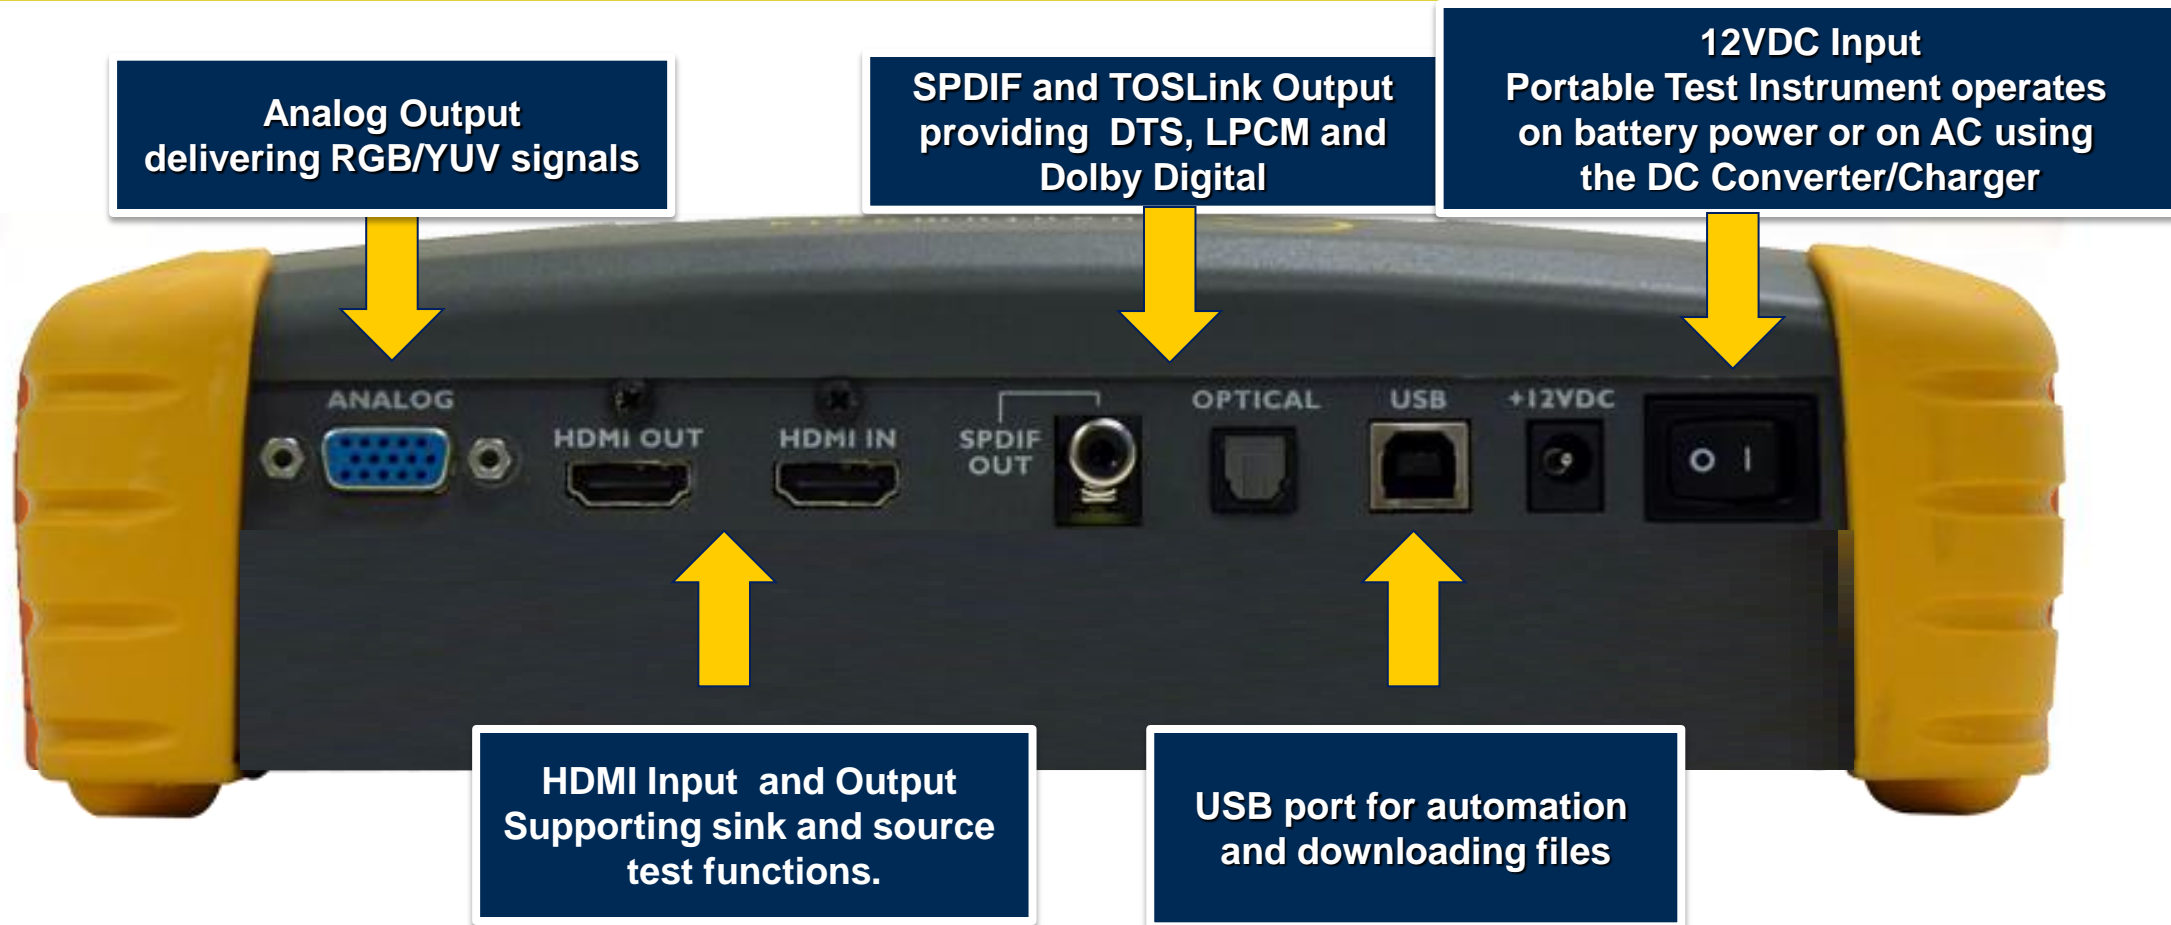 12VDC Input
Portable Test Instrument operates
on battery power or on AC using
the DC Converter/Charger
SPDIF and TOSLink Output
providing DTS, LPCM and
Dolby Digital
Analog Output
delivering RGB/YUV signals
ANALOG
HDMI OUT
HDMI IN
SPDIF
OUT
OPTICAL
USB
+12VDC
O I
HDMI Input and Output
Supporting sink and source
test functions.
USB port for automation
and downloading files